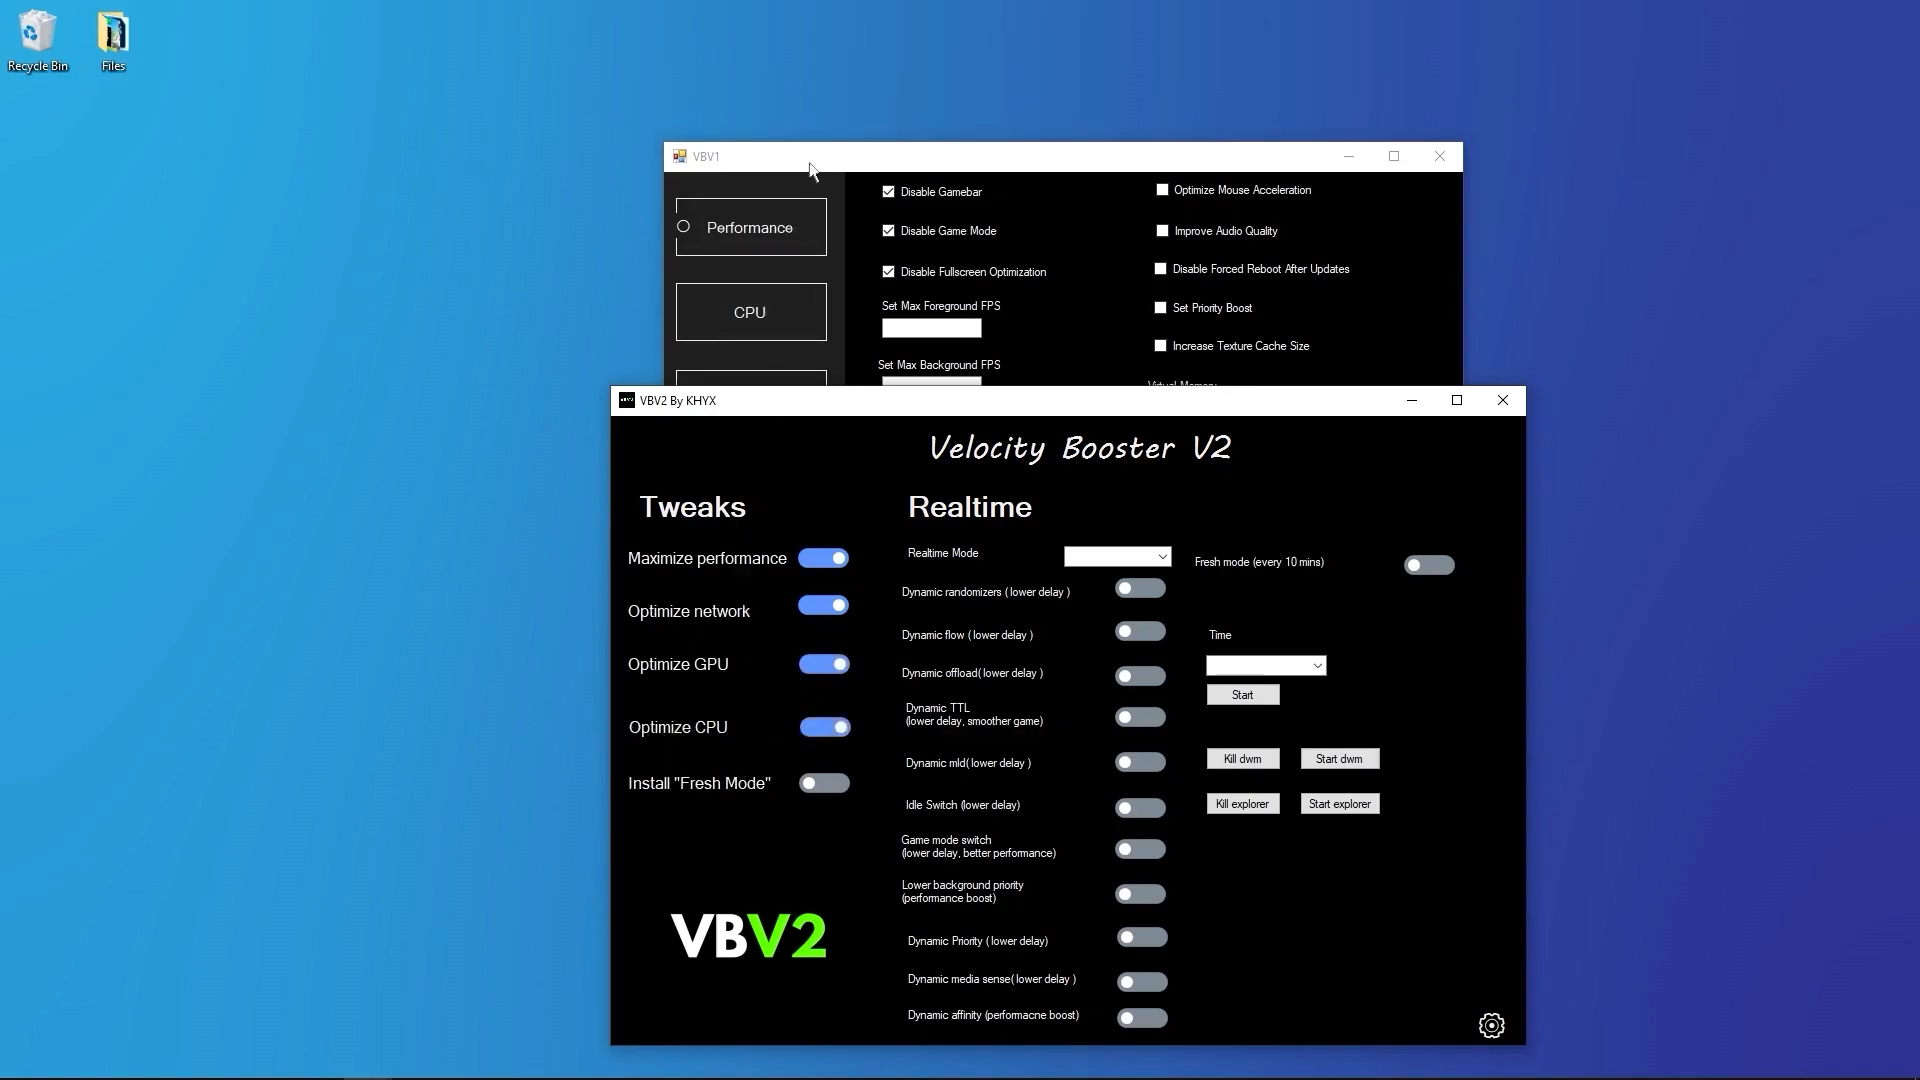 Recycle Bin
Files
VBV1
Performance
CPU
Disable Gamebar
Disable Game Mode
Disable Fullscreen Optimization
Set Max Foreground FPS
Set Max Background FPS
Optimize Mouse Acceleration
Improve Audio Quality
Disable Forced Reboot After Updates
Set Priority Boost
Increase Texture Cache Size
Virtual Memory
VBV2 By KHYX
Velocity Booster V2
Tweaks
Maximize performance
Optimize network
Optimize GPU
Optimize CPU
Install "Fresh Mode"
VBV2
Realtime
Realtime Mode
Dynamic randomizers ( lower delay )
Dynamic flow ( lower delay )
Dynamic offload( lower delay )
Dynamic TTL
(lower delay, smoother game)
Dynamic mld( lower delay )
Idle Switch (lower delay)
Game mode switch
(lower delay, better performance)
Lower background priority
(performance boost)
Dynamic Priority ( lower delay)
Dynamic media sense( lower delay )
Dynamic affinity (performacne boost)
Fresh mode (every 10 mins)
Time
Start
Kill dwm
Start dwm
Kill explorer
Start explorer